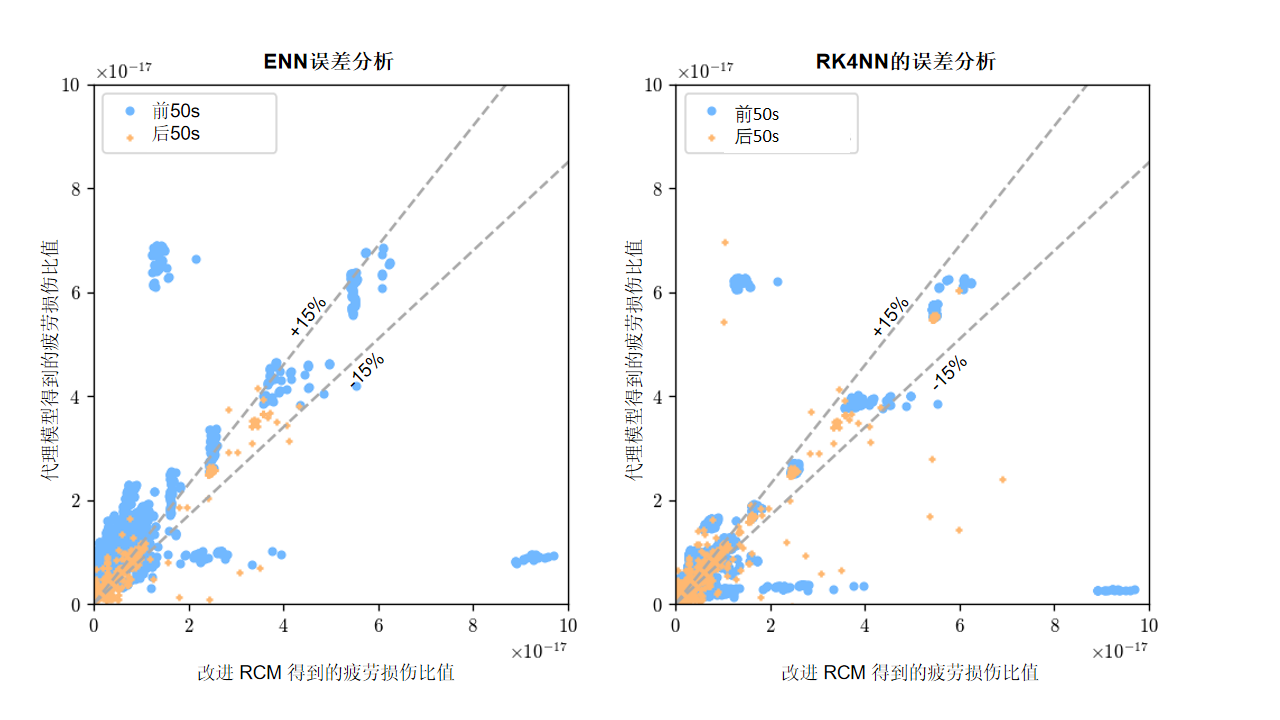 ENN误差分析
×10⁻¹⁷
前50s
后50s
10
8
6
4
2
0
+15%
-15%
代理模型得到的疲劳损伤比值
0 2 4 6 8 10
×10⁻¹⁷
改进 RCM 得到的疲劳损伤比值
RK4NN的误差分析
×10⁻¹⁷
前50s
后50s
10
8
6
4
2
0
+15%
-15%
代理模型得到的疲劳损伤比值
0 2 4 6 8 10
×10⁻¹⁷
改进 RCM 得到的疲劳损伤比值